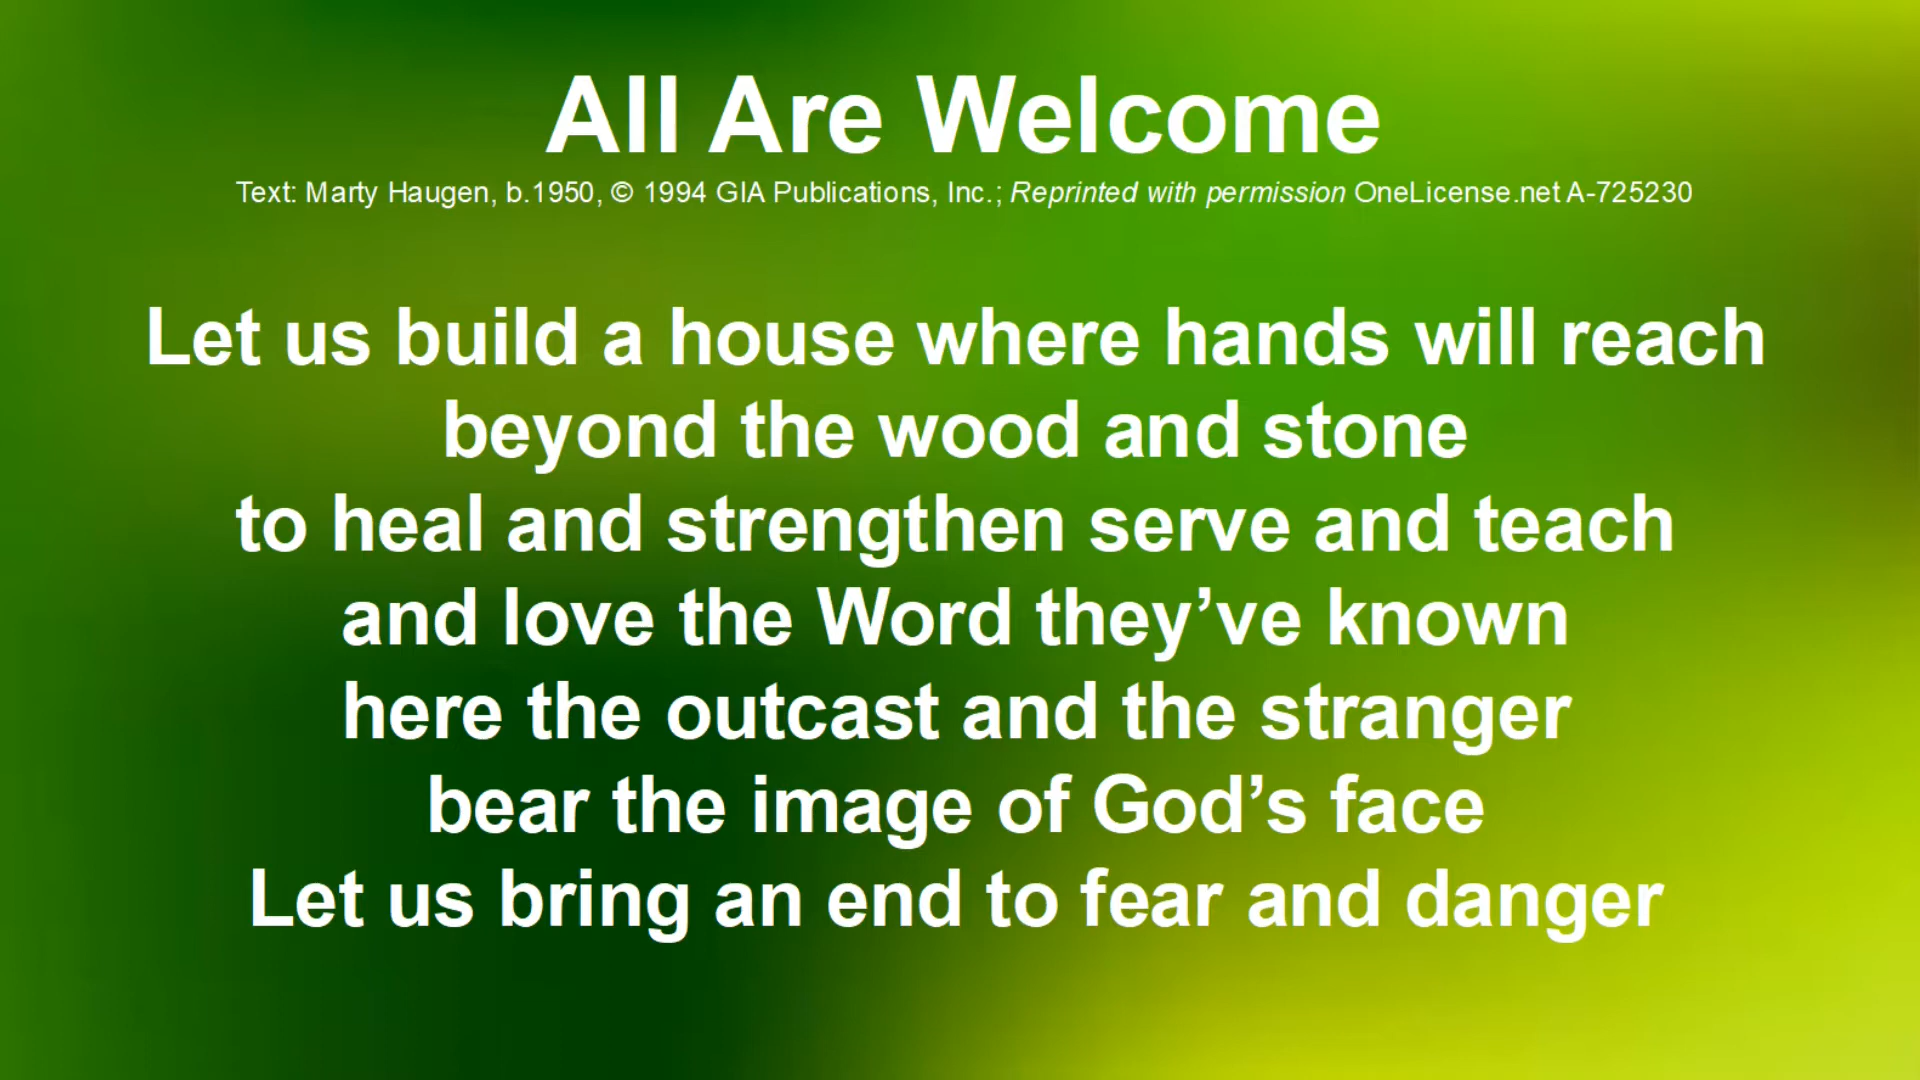 All Are Welcome
Text: Marty Haugen, b.1950, © 1994 GIA Publications, Inc.; Reprinted with permission OneLicense.net A-725230
Let us build a house where hands will reach
beyond the wood and stone
to heal and strengthen serve and teach
and love the Word they’ve known
here the outcast and the stranger
bear the image of God’s face
Let us bring an end to fear and danger